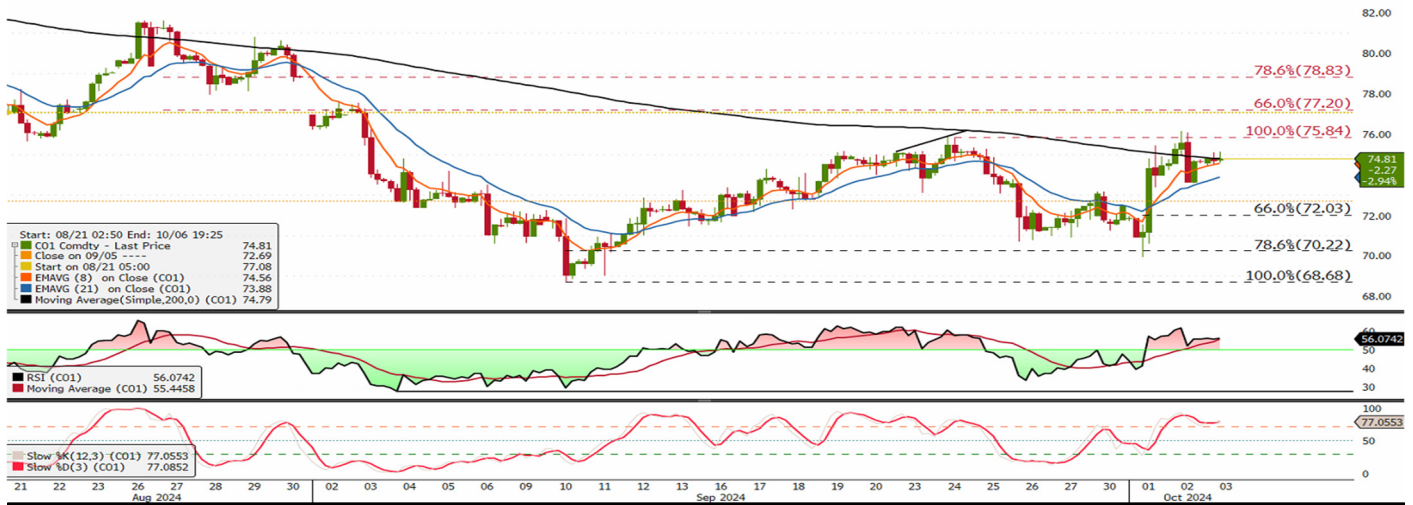 82.00
80.00
78.6%(78.83)
78.00
66.0%(77.20)
76.00
100.0%(75.84)
74.81
-2.27
-2.94%
72.00
66.0%(72.03)
78.6%(70.22)
70.00
100.0%(68.68)
68.00
Start: 08/21 02:50 End: 10/06 19:25
CO1 Comdty - Last Price 74.81
Close on 09/05 ---- 72.69
Start on 08/21 05:00 77.08
EMAVG (8) on Close (CO1) 74.56
EMAVG (21) on Close (CO1) 73.88
Moving Average(Simple,200,0) (CO1) 74.79
60
56.0742
50
40
30
RSI (CO1) 56.0742
Moving Average (CO1) 55.4458
100
77.0553
50
0
Slow %K(12,3) (CO1) 77.0553
Slow %D(3) (CO1) 77.0852
21 22 23 26 27 28 29 30 02 03 04 05 06 09 10 11 12 13 16 17 18 19 20 23 24 25 26 27 30 01 02 03
Aug 2024 Sep 2024 Oct 2024